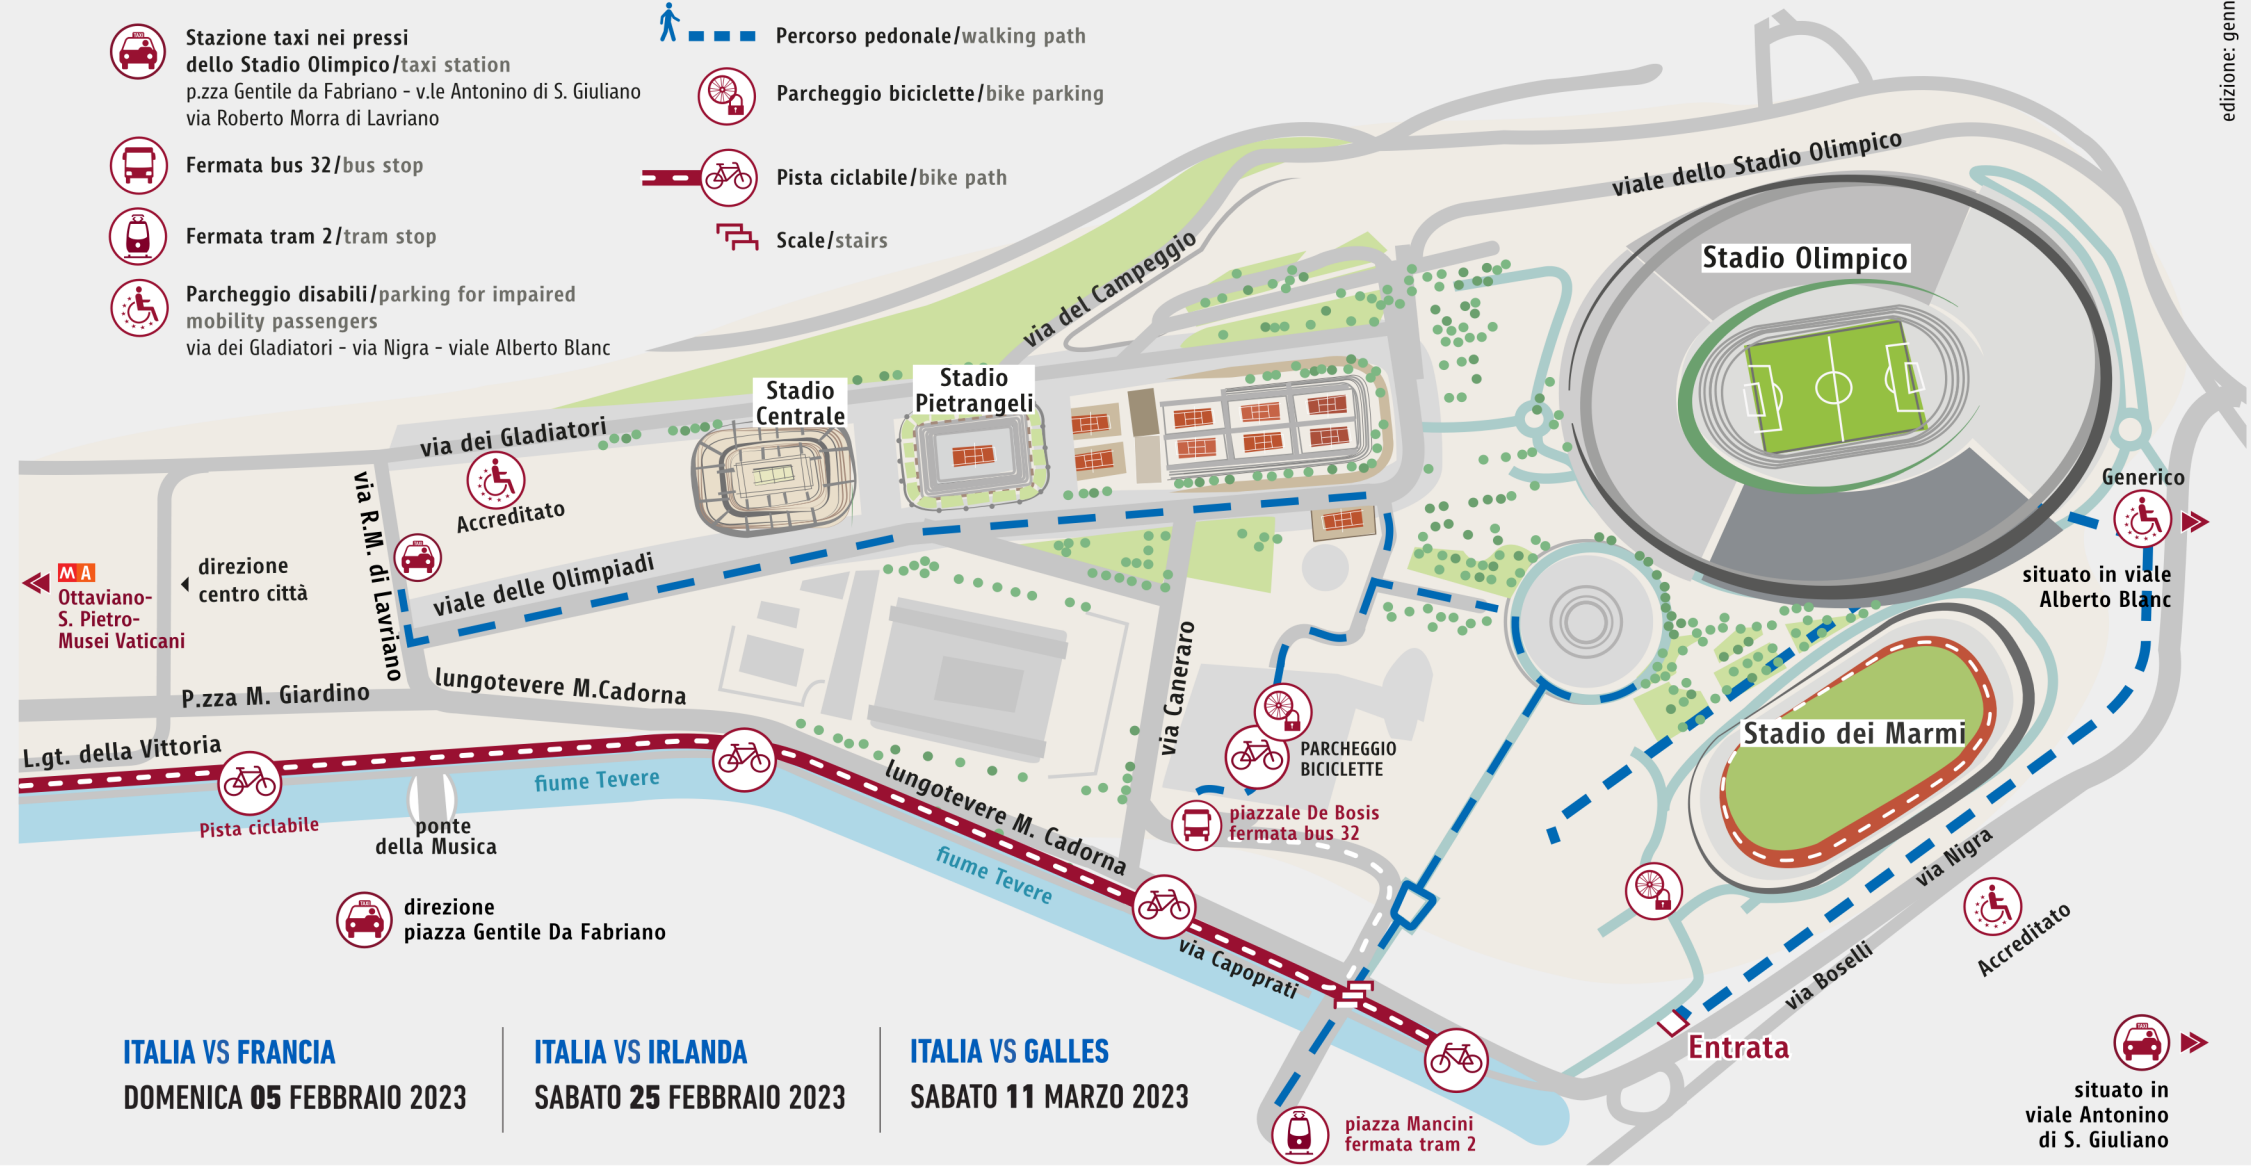 Stazione taxi nei pressi
dello Stadio Olimpico/taxi station
p.zza Gentile da Fabriano - v.le Antonino di S. Giuliano
via Roberto Morra di Lavriano
Fermata bus 32/bus stop
Fermata tram 2/tram stop
Parcheggio disabili/parking for impaired
mobility passengers
via dei Gladiatori - via Nigra - viale Alberto Blanc
Percorso pedonale/walking path
Parcheggio biciclette/bike parking
Pista ciclabile/bike path
Scale/stairs
edizione: genn
viale dello Stadio Olimpico
Stadio Olimpico
via del Campeggio
Stadio
Centrale
Stadio
Pietrangeli
via dei Gladiatori
Accreditato
via R.M. di Lavriano
TAXI
M A
Ottaviano-
S. Pietro-
Musei Vaticani
direzione
centro città
viale delle Olimpiadi
Generico
situato in viale
Alberto Blanc
P.zza M. Giardino
lungotevere M.Cadorna
via Caneraro
L.gt. della Vittoria
fiume Tevere
Pista ciclabile
ponte
della Musica
lungotevere M. Cadorna
fiume Tevere
PARCHEGGIO
BICICLETTE
piazzale De Bosis
fermata bus 32
Stadio dei Marmi
via Nigra
Accreditato
via Boselli
via Capoprati
TAXI
direzione
piazza Gentile Da Fabriano
Entrata
TAXI
situato in
viale Antonino
di S. Giuliano
piazza Mancini
fermata tram 2
ITALIA VS FRANCIA
DOMENICA 05 FEBBRAIO 2023
ITALIA VS IRLANDA
SABATO 25 FEBBRAIO 2023
ITALIA VS GALLES
SABATO 11 MARZO 2023